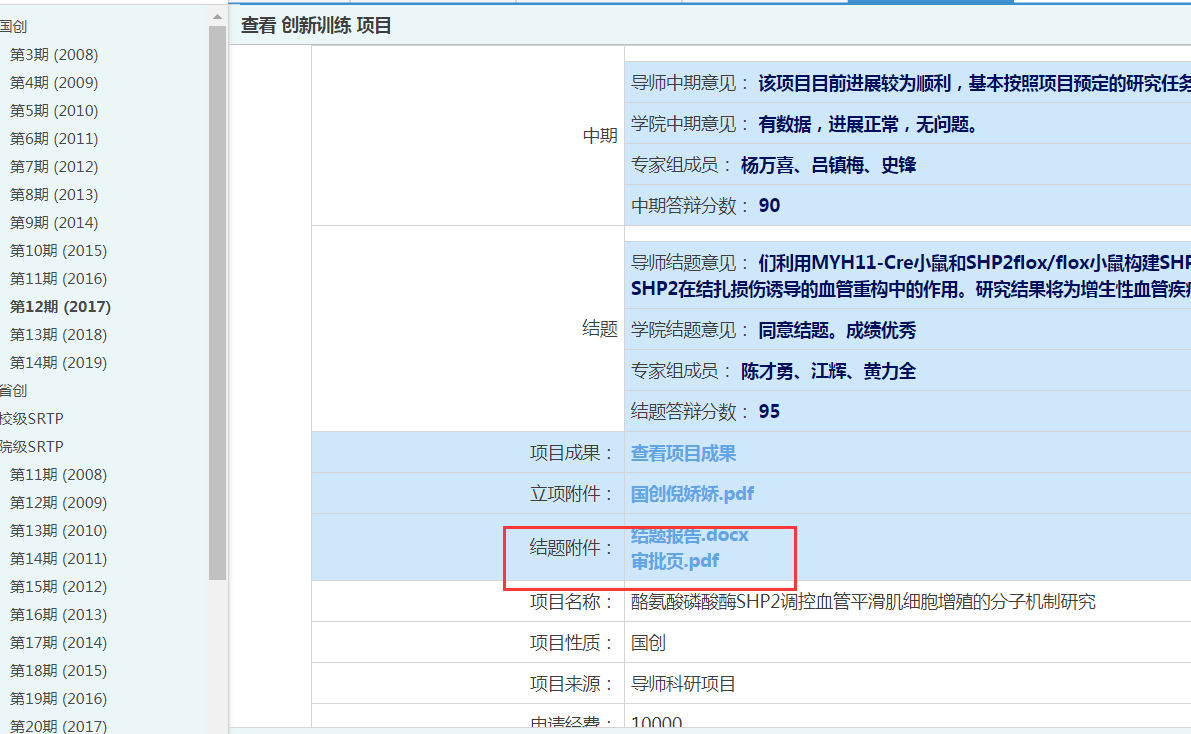 国创
第3期 (2008)
第4期 (2009)
第5期 (2010)
第6期 (2011)
第7期 (2012)
第8期 (2013)
第9期 (2014)
第10期 (2015)
第11期 (2016)
第12期 (2017)
第13期 (2018)
第14期 (2019)
省创
校级SRTP
院级SRTP
第11期 (2008)
第12期 (2009)
第13期 (2010)
第14期 (2011)
第15期 (2012)
第16期 (2013)
第17期 (2014)
第18期 (2015)
第19期 (2016)
第20期 (2017)
查看 创新训练 项目
中期
导师中期意见： 该项目目前进展较为顺利，基本按照项目预定的研究任务
学院中期意见： 有数据，进展正常，无问题。
专家组成员： 杨万喜、吕镇梅、史锋
中期答辩分数： 90
结题
导师结题意见： 们利用MYH11-Cre小鼠和SHP2flox/flox小鼠构建SHP
SHP2在结扎损伤诱导的血管重构中的作用。研究结果将为增生性血管疾病
学院结题意见： 同意结题。成绩优秀
专家组成员： 陈才勇、江辉、黄力全
结题答辩分数： 95
项目成果： 查看项目成果
立项附件： 国创倪娇娇.pdf
结题附件： 结题报告.docx
审批页.pdf
项目名称： 酪氨酸磷酸酶SHP2调控血管平滑肌细胞增殖的分子机制研究
项目性质： 国创
项目来源： 导师科研项目
申请经费： 10000